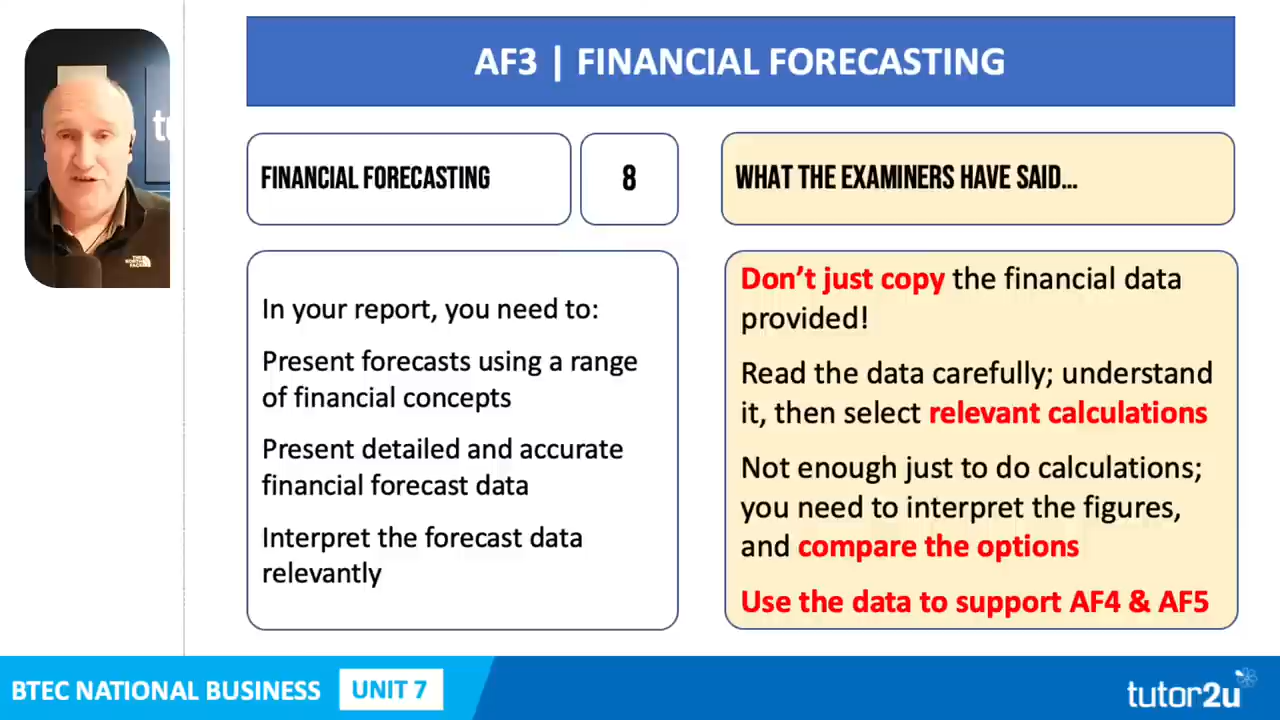 AF3 | FINANCIAL FORECASTING
FINANCIAL FORECASTING
8
WHAT THE EXAMINERS HAVE SAID...
In your report, you need to:
Present forecasts using a range
of financial concepts
Present detailed and accurate
financial forecast data
Interpret the forecast data
relevantly
Don't just copy the financial data
provided!
Read the data carefully; understand
it, then select relevant calculations
Not enough just to do calculations;
you need to interpret the figures,
and compare the options
Use the data to support AF4 & AF5
THE
NORTH
FACE
BTEC NATIONAL BUSINESS
UNIT 7
tutor2u